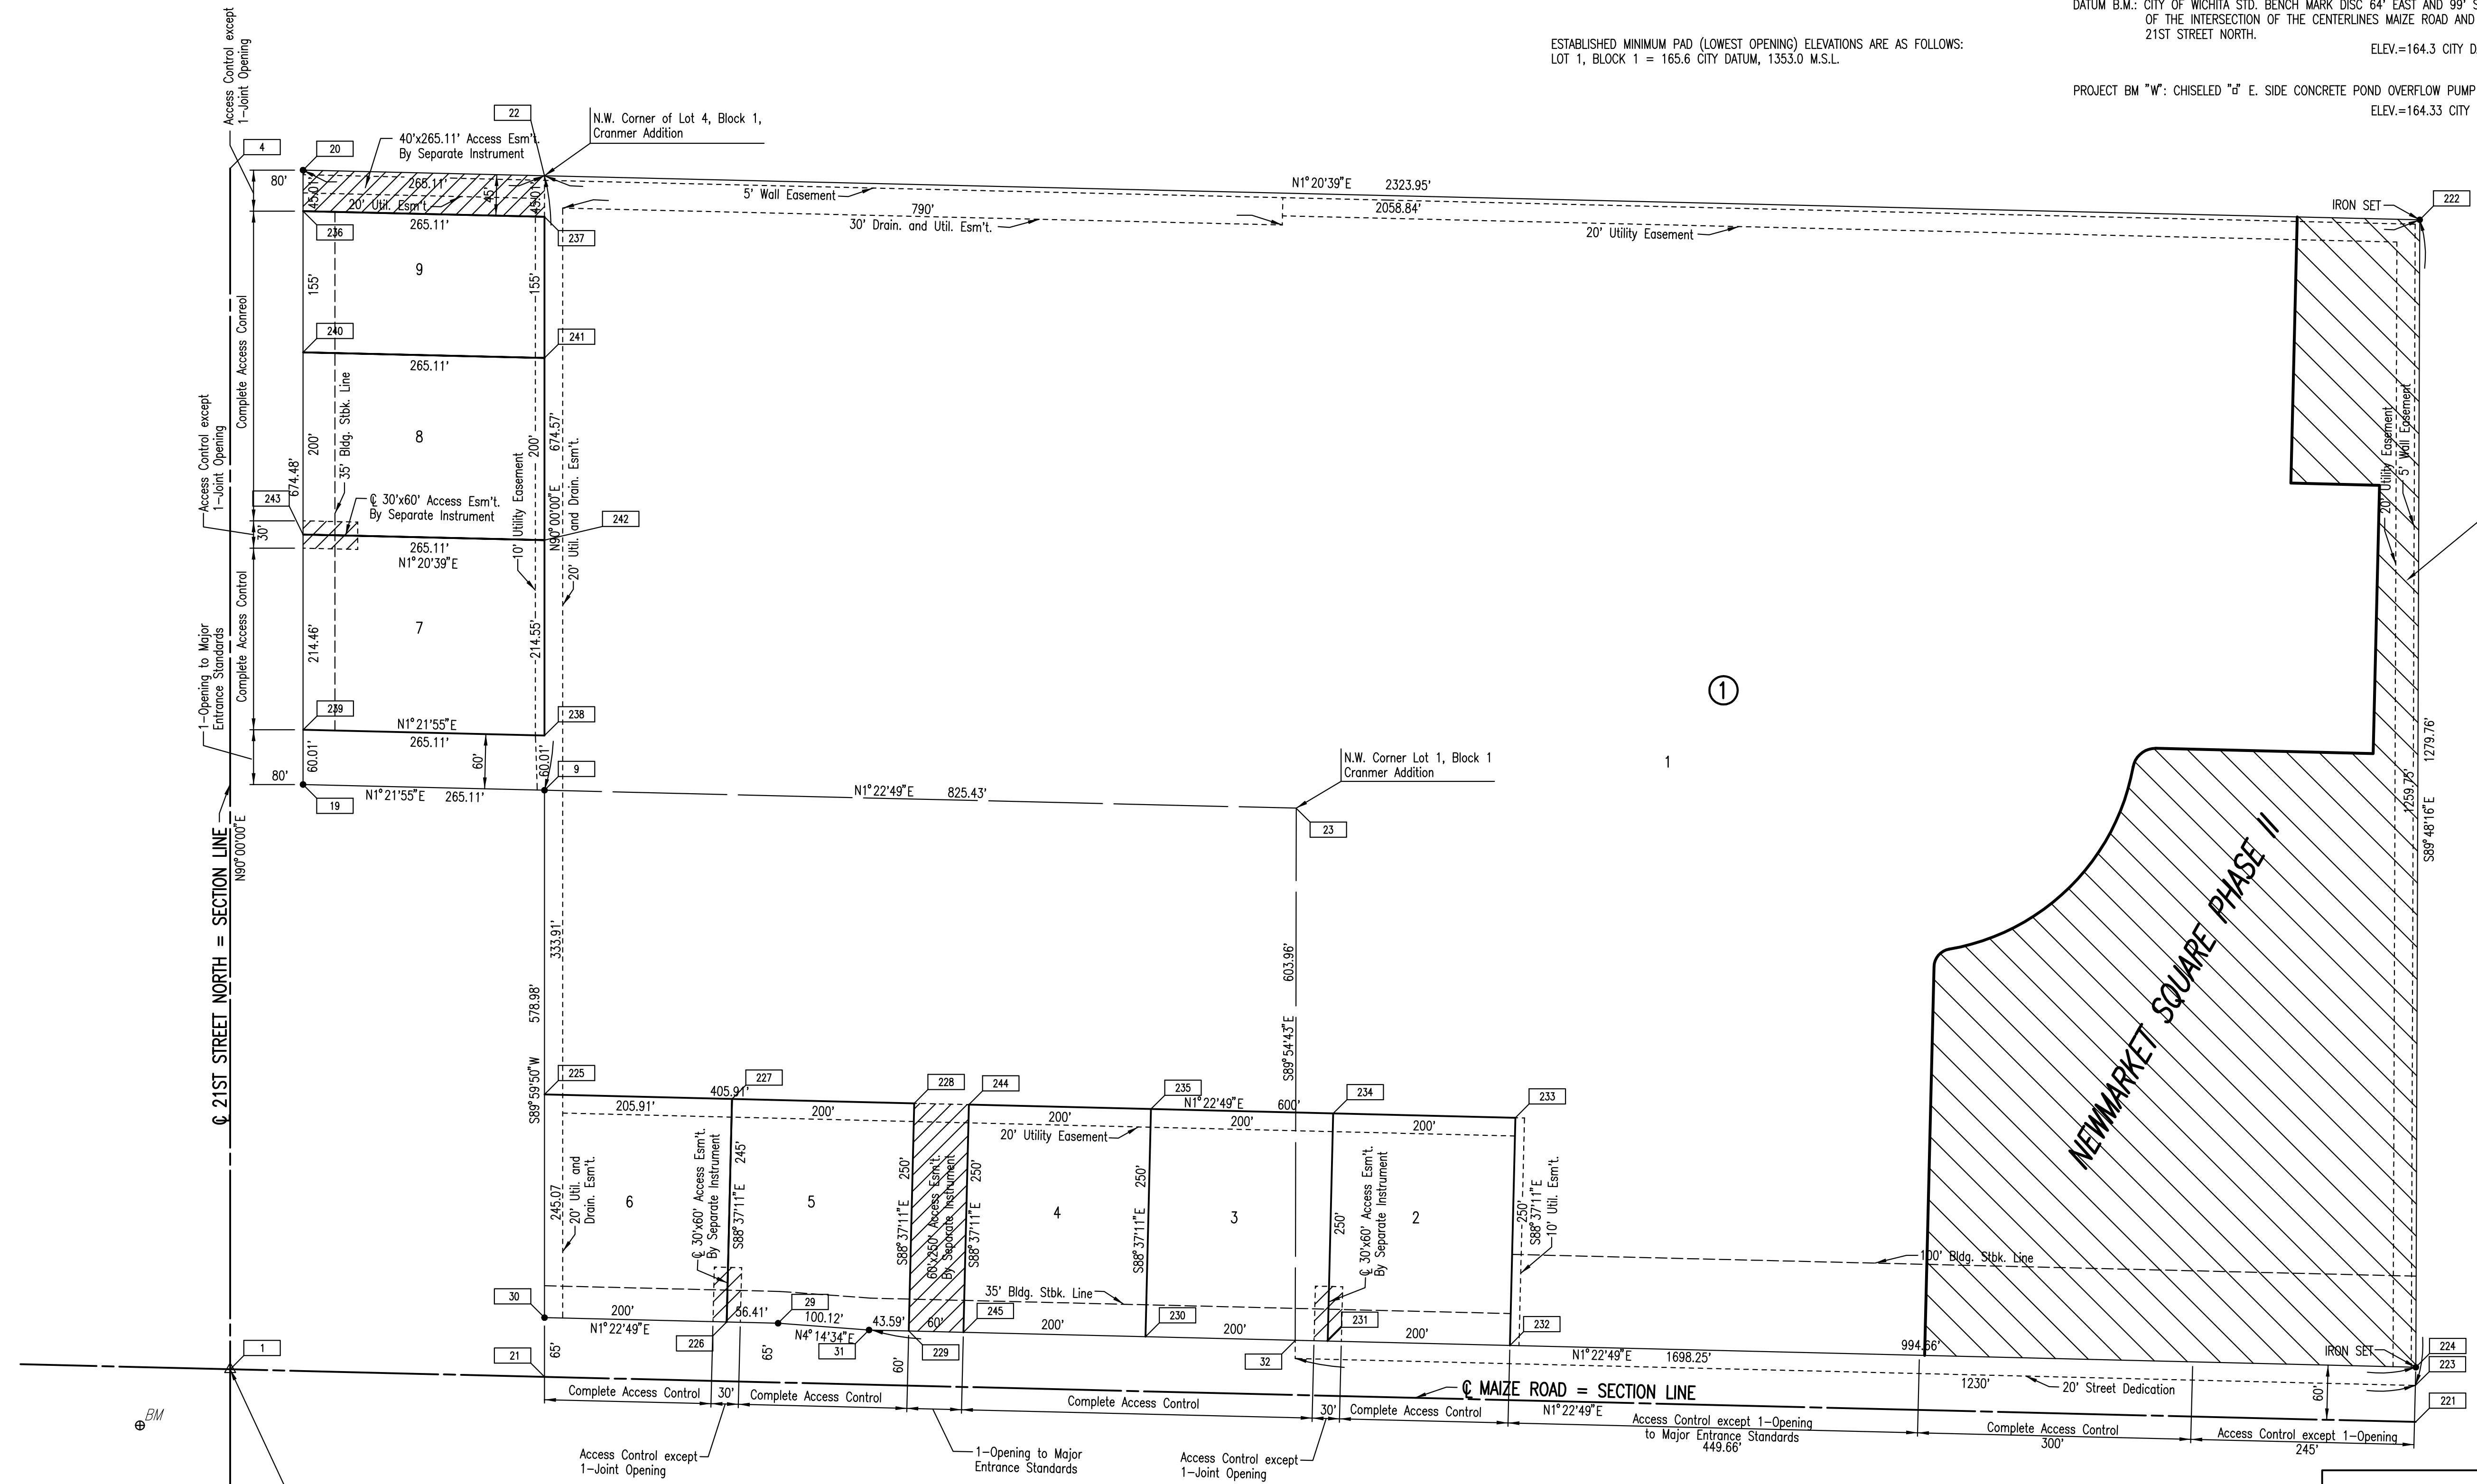 DATUM B.M.: CITY OF WICHITA STD. BENCH MARK DISC 64' EAST AND 99' S
OF THE INTERSECTION OF THE CENTERLINES MAIZE ROAD AND
21ST STREET NORTH.
ELEV.=164.3 CITY D
ESTABLISHED MINIMUM PAD (LOWEST OPENING) ELEVATIONS ARE AS FOLLOWS:
LOT 1, BLOCK 1 = 165.6 CITY DATUM, 1353.0 M.S.L.
PROJECT BM "W": CHISELED "□" E. SIDE CONCRETE POND OVERFLOW PUMP
ELEV.=164.33 CITY
Access Control except
1-Joint Opening
4
20
22
40'x265.11' Access Esm't.
By Separate Instrument
N.W. Corner of Lot 4, Block 1,
Cranmer Addition
80'
45.01'
265.11'
45'
45.01'
20' Util. Esm't.
265.11'
236
237
5' Wall Easement
N1°20'39"E 2323.95'
790'
2058.84'
30' Drain. and Util. Esm't.
20' Utility Easement
IRON SET
222
9
155'
155'
Complete Access Conreol
240
241
265.11'
8
200'
35' Bldg. Stbk. Line
200'
674.57'
N90°00'00"E
10' Utility Easement
20' Util. and Drain. Esm't.
Access Control except
1-Joint Opening
674.48'
243
30'
℄ 30'x60' Access Esm't.
By Separate Instrument
242
265.11'
N1°20'39"E
7
214.46'
214.55'
Complete Access Control
1-Opening to Major
Entrance Standards
239
238
N1°21'55"E
265.11'
60.01'
60'
60.01'
80'
19
9
N1°21'55"E 265.11'
N90°00'00"E
℄ 21ST STREET NORTH = SECTION LINE
N1°22'49"E 825.43'
N.W. Corner Lot 1, Block 1
Cranmer Addition
23
1
1
20' Utility Easement
5' Wall Easement
1259.75'
1279.76'
S89°48'16"E
NEWMARKET SQUARE PHASE II
333.91'
578.98'
S89°59'50"W
603.96'
S89°54'43"E
225
405.91'
227
228
244
235
234
233
205.91'
200'
200'
N1°22'49"E 600'
200'
200'
20' Utility Easement
245.07
20' Util. and
Drain. Esm't.
6
℄ 30'x60' Access Esm't.
By Separate Instrument
245'
S88°37'11"E
5
250'
S88°37'11"E
60'x250' Access Esm't.
By Separate Instrument
250'
S88°37'11"E
4
250'
S88°37'11"E
3
250'
℄ 30'x60' Access Esm't.
By Separate Instrument
2
250'
S88°37'11"E
10' Util. Esm't.
100' Bldg. Stbk. Line
35' Bldg. Stbk. Line
30
200'
N1°22'49"E
56.41'
29
100.12'
N4°14'34"E
43.59'
60'
245
200'
230
200'
231
200'
232
226
31
229
32
N1°22'49"E 1698.25'
994.66'
IRON SET
224
223
221
1
21
65'
65'
60'
60'
1230'
20' Street Dedication
℄ MAIZE ROAD = SECTION LINE
N1°22'49"E
Complete Access Control
30'
Complete Access Control
Complete Access Control
30'
Complete Access Control
Access Control except 1-Opening
to Major Entrance Standards
449.66'
Complete Access Control
300'
Access Control except 1-Opening
245'
BM
Access Control except
1-Joint Opening
1-Opening to Major
Entrance Standards
Access Control except
1-Joint Opening